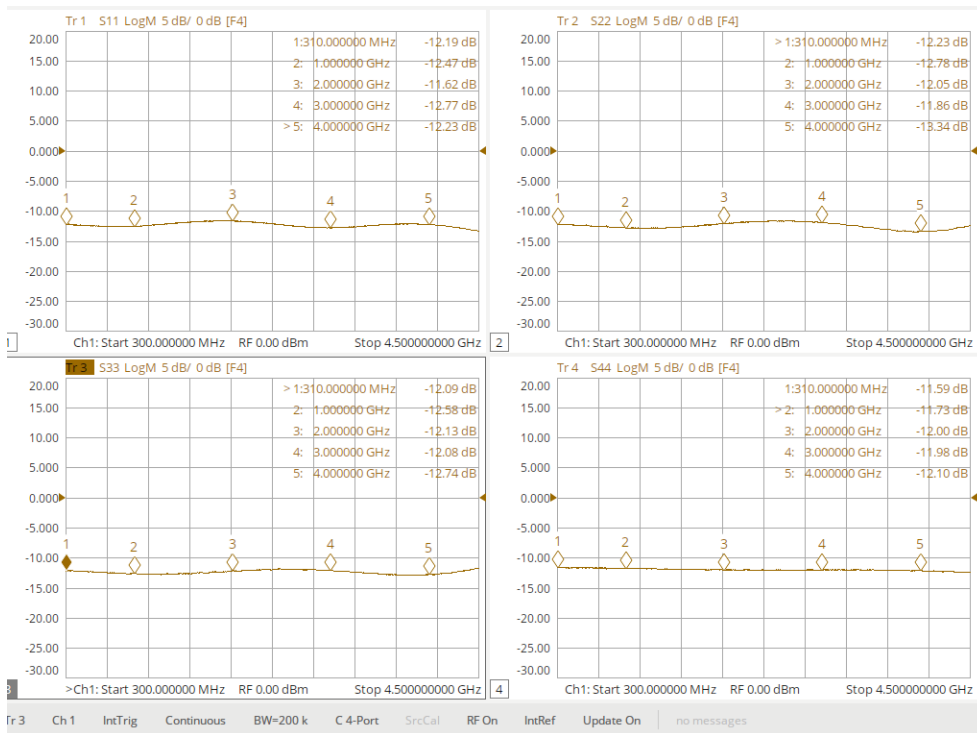 Tr 1 S11 LogM 5 dB/ 0 dB [F4]
20.00
15.00
10.00
5.000
0.000
-5.000
-10.00
-15.00
-20.00
-25.00
-30.00
1:310.000000 MHz -12.19 dB
2: 1.000000 GHz -12.47 dB
3: 2.000000 GHz -11.62 dB
4: 3.000000 GHz -12.77 dB
> 5: 4.000000 GHz -12.23 dB
1 2 3 4 5
1 Ch1: Start 300.000000 MHz RF 0.00 dBm Stop 4.500000000 GHz
Tr 2 S22 LogM 5 dB/ 0 dB [F4]
20.00
15.00
10.00
5.000
0.000
-5.000
-10.00
-15.00
-20.00
-25.00
-30.00
> 1:310.000000 MHz -12.23 dB
2: 1.000000 GHz -12.78 dB
3: 2.000000 GHz -12.05 dB
4: 3.000000 GHz -11.86 dB
5: 4.000000 GHz -13.34 dB
1 2 3 4 5
2 Ch1: Start 300.000000 MHz RF 0.00 dBm Stop 4.500000000 GHz
Tr 3 S33 LogM 5 dB/ 0 dB [F4]
20.00
15.00
10.00
5.000
0.000
-5.000
-10.00
-15.00
-20.00
-25.00
-30.00
> 1:310.000000 MHz -12.09 dB
2: 1.000000 GHz -12.58 dB
3: 2.000000 GHz -12.13 dB
4: 3.000000 GHz -12.08 dB
5: 4.000000 GHz -12.74 dB
1 2 3 4 5
3 >Ch1: Start 300.000000 MHz RF 0.00 dBm Stop 4.500000000 GHz
Tr 4 S44 LogM 5 dB/ 0 dB [F4]
20.00
15.00
10.00
5.000
0.000
-5.000
-10.00
-15.00
-20.00
-25.00
-30.00
1:310.000000 MHz -11.59 dB
> 2: 1.000000 GHz -11.73 dB
3: 2.000000 GHz -12.00 dB
4: 3.000000 GHz -11.98 dB
5: 4.000000 GHz -12.10 dB
1 2 3 4 5
4 Ch1: Start 300.000000 MHz RF 0.00 dBm Stop 4.500000000 GHz
Tr 3 Ch 1 IntTrig Continuous BW=200 k C 4-Port SrcCal RF On IntRef Update On no messages